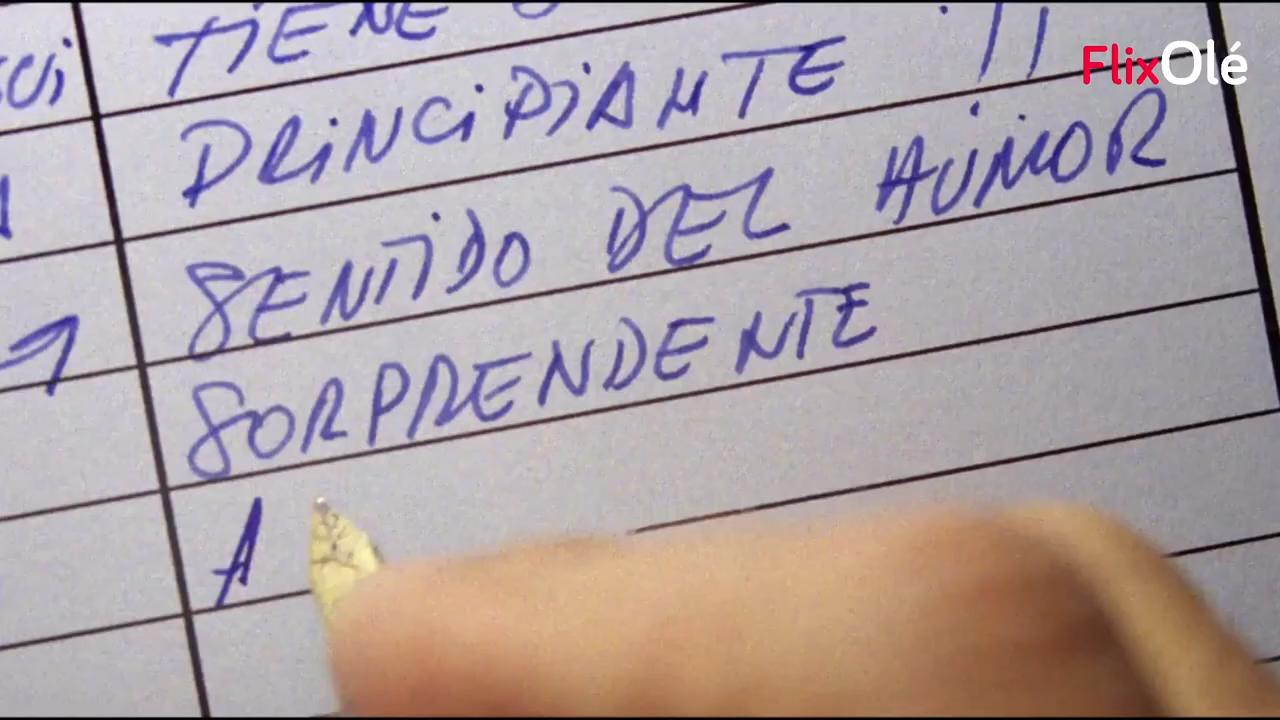 TIENE
PRINCIPIANTE !!
SENTIDO DEL HUMOR
SORPRENDENTE
A
FlixOlé